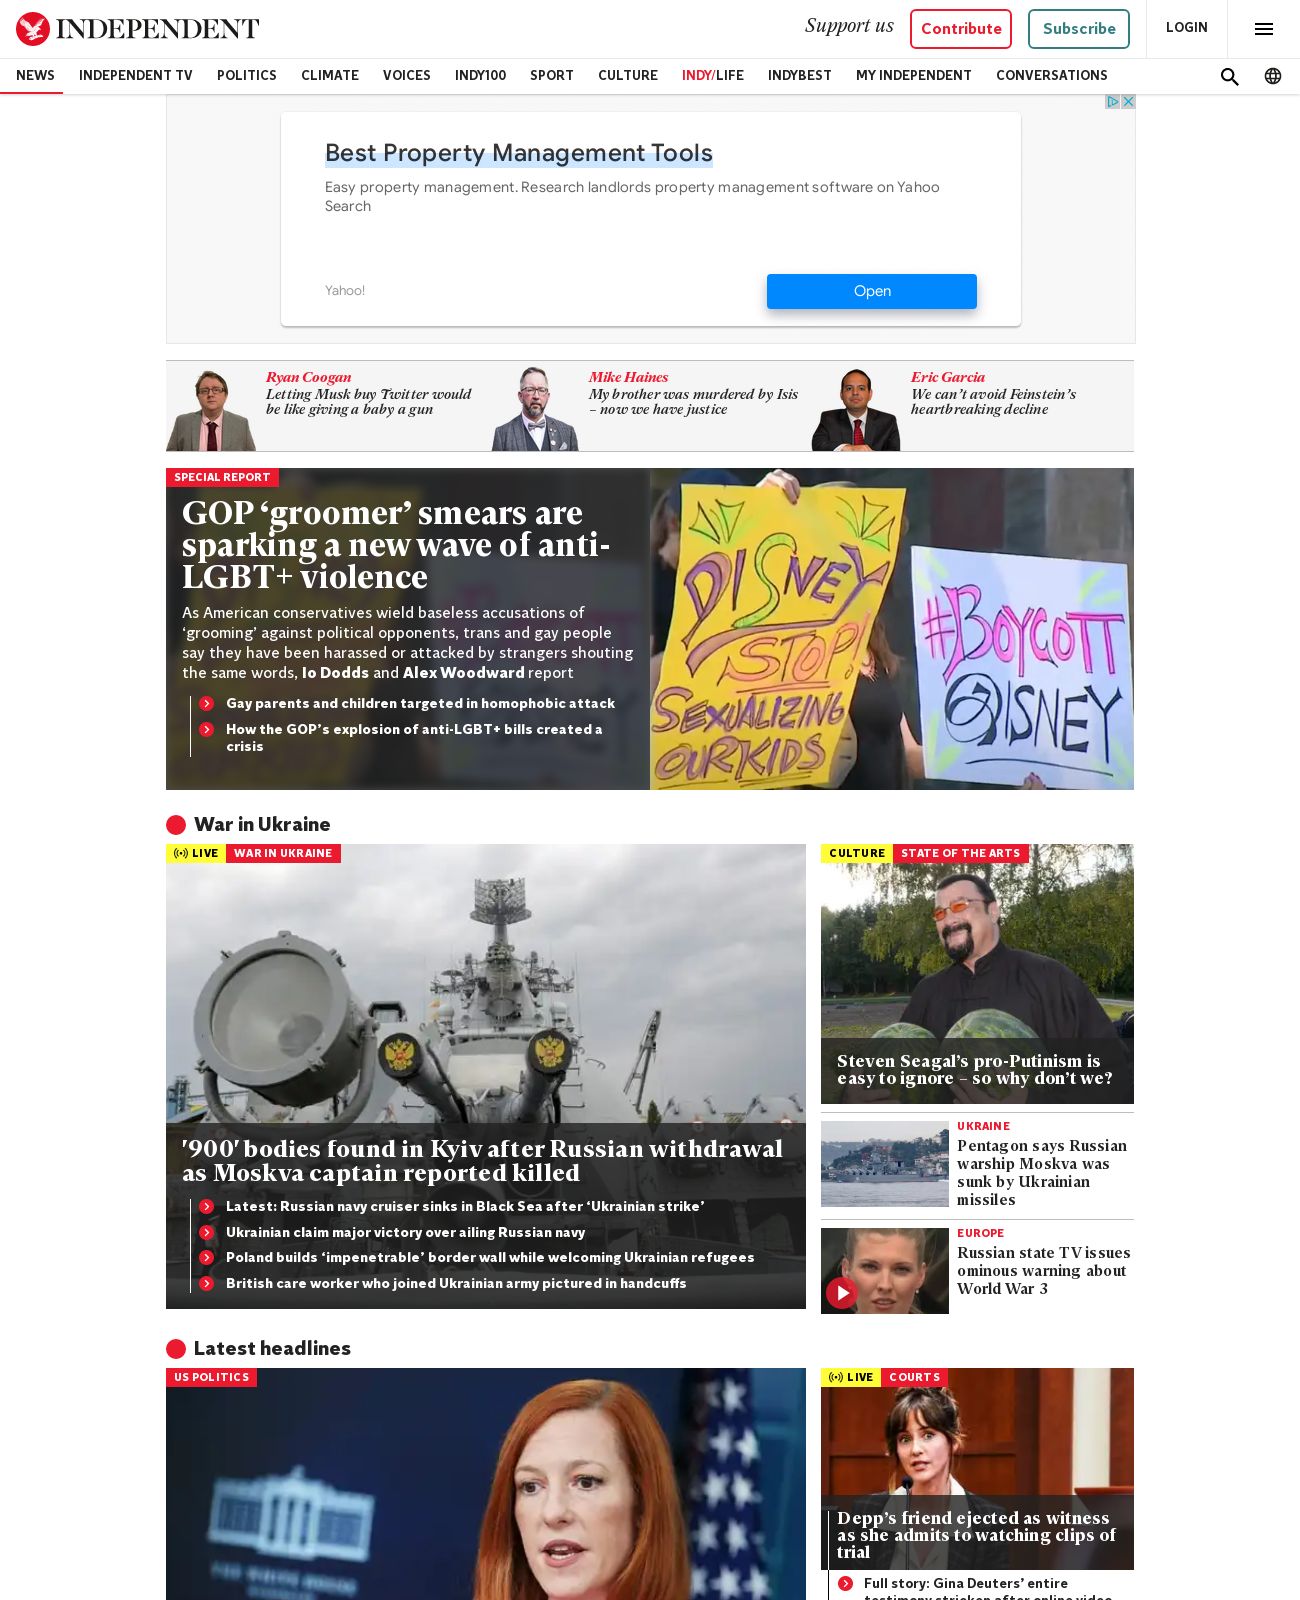 INDEPENDENT
Support us
Contribute
Subscribe
LOGIN
NEWS
INDEPENDENT TV
POLITICS
CLIMATE
VOICES
INDY100
SPORT
CULTURE
INDY/LIFE
INDYBEST
MY INDEPENDENT
CONVERSATIONS
Best Property Management Tools
Easy property management. Research landlords property management software on Yahoo
Search
Yahoo!
Open
Ryan Coogan
Letting Musk buy Twitter would
be like giving a baby a gun
Mike Haines
My brother was murdered by Isis
– now we have justice
Eric Garcia
We can’t avoid Feinstein’s
heartbreaking decline
SPECIAL REPORT
GOP ‘groomer’ smears are
sparking a new wave of anti-
LGBT+ violence
As American conservatives wield baseless accusations of
‘grooming’ against political opponents, trans and gay people
say they have been harassed or attacked by strangers shouting
the same words, Io Dodds and Alex Woodward report
Gay parents and children targeted in homophobic attack
How the GOP’s explosion of anti-LGBT+ bills created a
crisis
DISNEY
STOP!
SEXUALIZING
OUR KIDS
#BOYCOTT
DISNEY
War in Ukraine
LIVE
WAR IN UKRAINE
'900' bodies found in Kyiv after Russian withdrawal
as Moskva captain reported killed
Latest: Russian navy cruiser sinks in Black Sea after ‘Ukrainian strike’
Ukrainian claim major victory over ailing Russian navy
Poland builds ‘impenetrable’ border wall while welcoming Ukrainian refugees
British care worker who joined Ukrainian army pictured in handcuffs
CULTURE
STATE OF THE ARTS
Steven Seagal’s pro-Putinism is
easy to ignore – so why don’t we?
UKRAINE
Pentagon says Russian
warship Moskva was
sunk by Ukrainian
missiles
EUROPE
Russian state TV issues
ominous warning about
World War 3
Latest headlines
US POLITICS
THE WHITE HOUSE
LIVE
COURTS
Depp’s friend ejected as witness
as she admits to watching clips of
trial
Full story: Gina Deuters’ entire
testimony stricken after online video